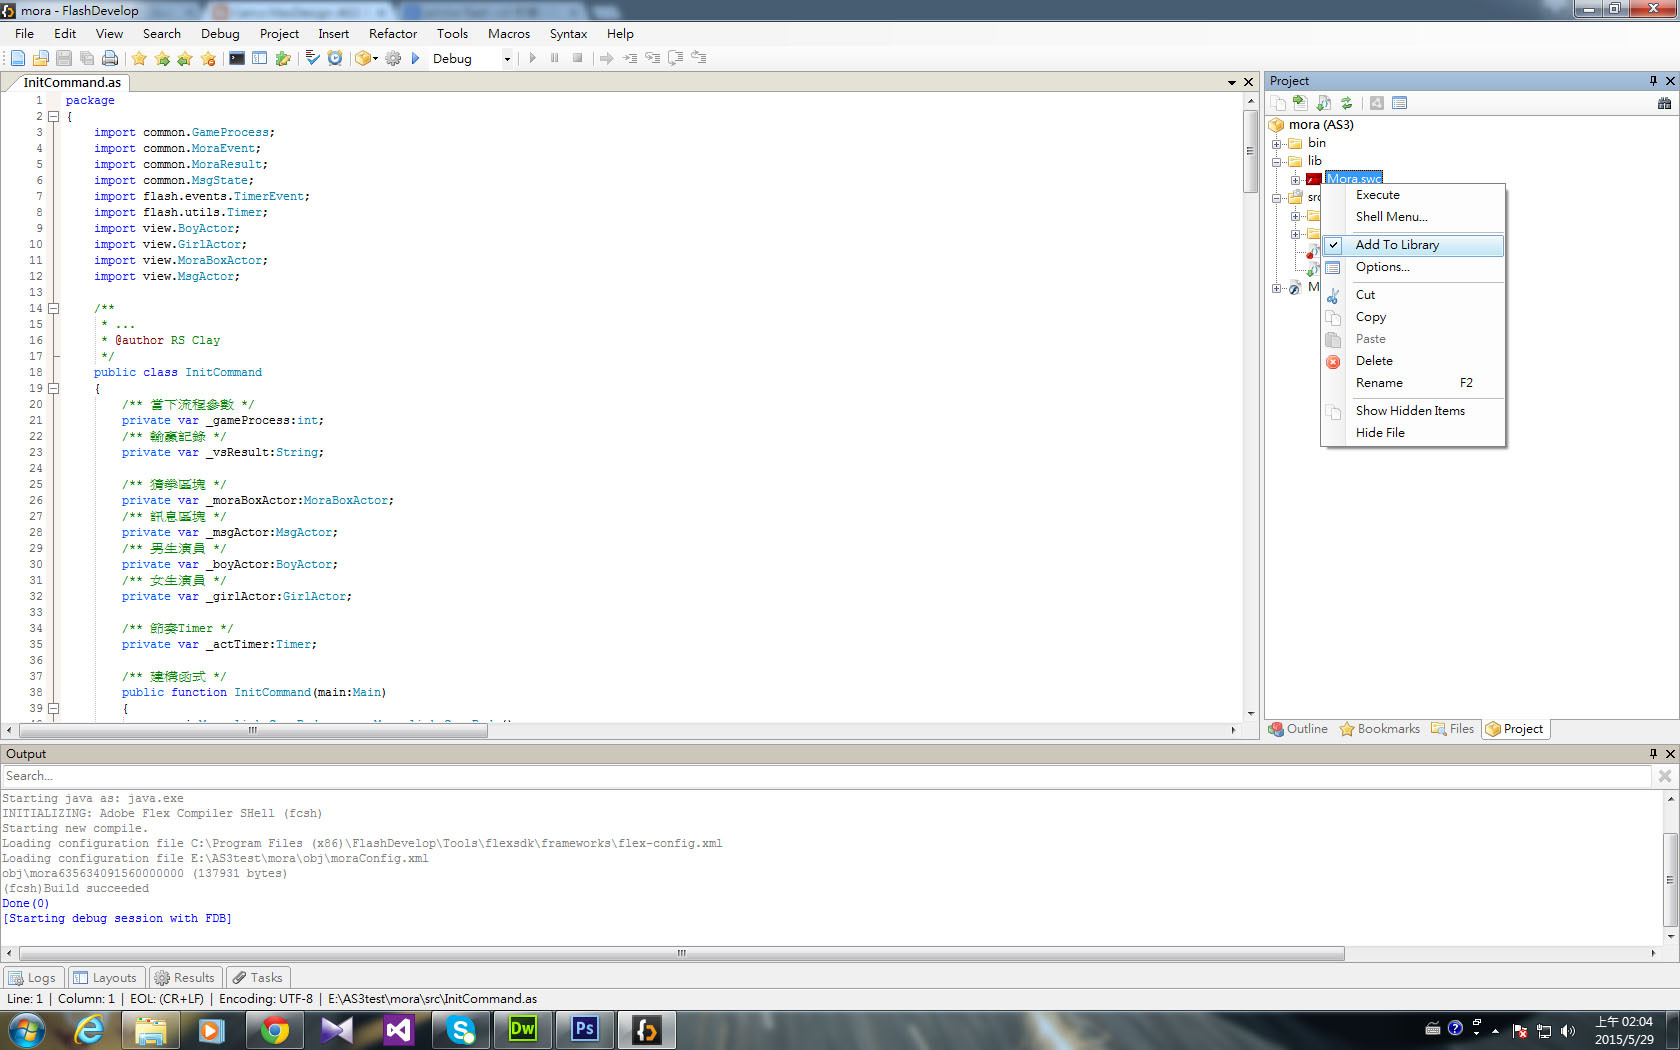 mora - FlashDevelop
File Edit View Search Debug Project Insert Refactor Tools Macros Syntax Help
Debug
InitCommand.as
1 package
2 {
3 import common.GameProcess;
4 import common.MoraEvent;
5 import common.MoraResult;
6 import common.MsgState;
7 import flash.events.TimerEvent;
8 import flash.utils.Timer;
9 import view.BoyActor;
10 import view.GirlActor;
11 import view.MoraBoxActor;
12 import view.MsgActor;
13
14 /**
15 * ...
16 * @author RS Clay
17 */
18 public class InitCommand
19 {
20 /** 當下流程參數 */
21 private var _gameProcess:int;
22 /** 輸贏記錄 */
23 private var _vsResult:String;
24
25 /** 猜拳區塊 */
26 private var _moraBoxActor:MoraBoxActor;
27 /** 訊息區塊 */
28 private var _msgActor:MsgActor;
29 /** 男生演員 */
30 private var _boyActor:BoyActor;
31 /** 女生演員 */
32 private var _girlActor:GirlActor;
33
34 /** 節奏Timer */
35 private var _actTimer:Timer;
36
37 /** 建構函式 */
38 public function InitCommand(main:Main)
39 {
Project
mora (AS3)
bin
lib
Mora.swc
src
M
Execute
Shell Menu...
Add To Library
Options...
Cut
Copy
Paste
Delete
Rename F2
Show Hidden Items
Hide File
Outline Bookmarks Files Project
Output
Search...
Starting java as: java.exe
INITIALIZING: Adobe Flex Compiler SHell (fcsh)
Starting new compile.
Loading configuration file C:\Program Files (x86)\FlashDevelop\Tools\flexsdk\frameworks\flex-config.xml
Loading configuration file E:\AS3test\mora\obj\moraConfig.xml
obj\mora635634091560000000 (137931 bytes)
(fcsh)Build succeeded
Done(0)
[Starting debug session with FDB]
Logs Layouts Results Tasks
Line: 1 | Column: 1 | EOL: (CR+LF) | Encoding: UTF-8 | E:\AS3test\mora\src\InitCommand.as
Dw Ps
上午 02:04
2015/5/29